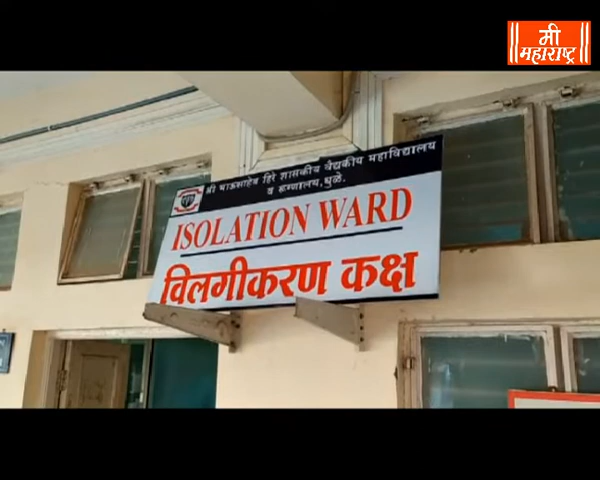 मी
महाराष्ट्र
श्री भाऊसाहेब हिरे शासकीय वैद्यकीय महाविद्यालय
व रुग्णालय, धुळे.
ISOLATION WARD
विलगीकरण कक्ष